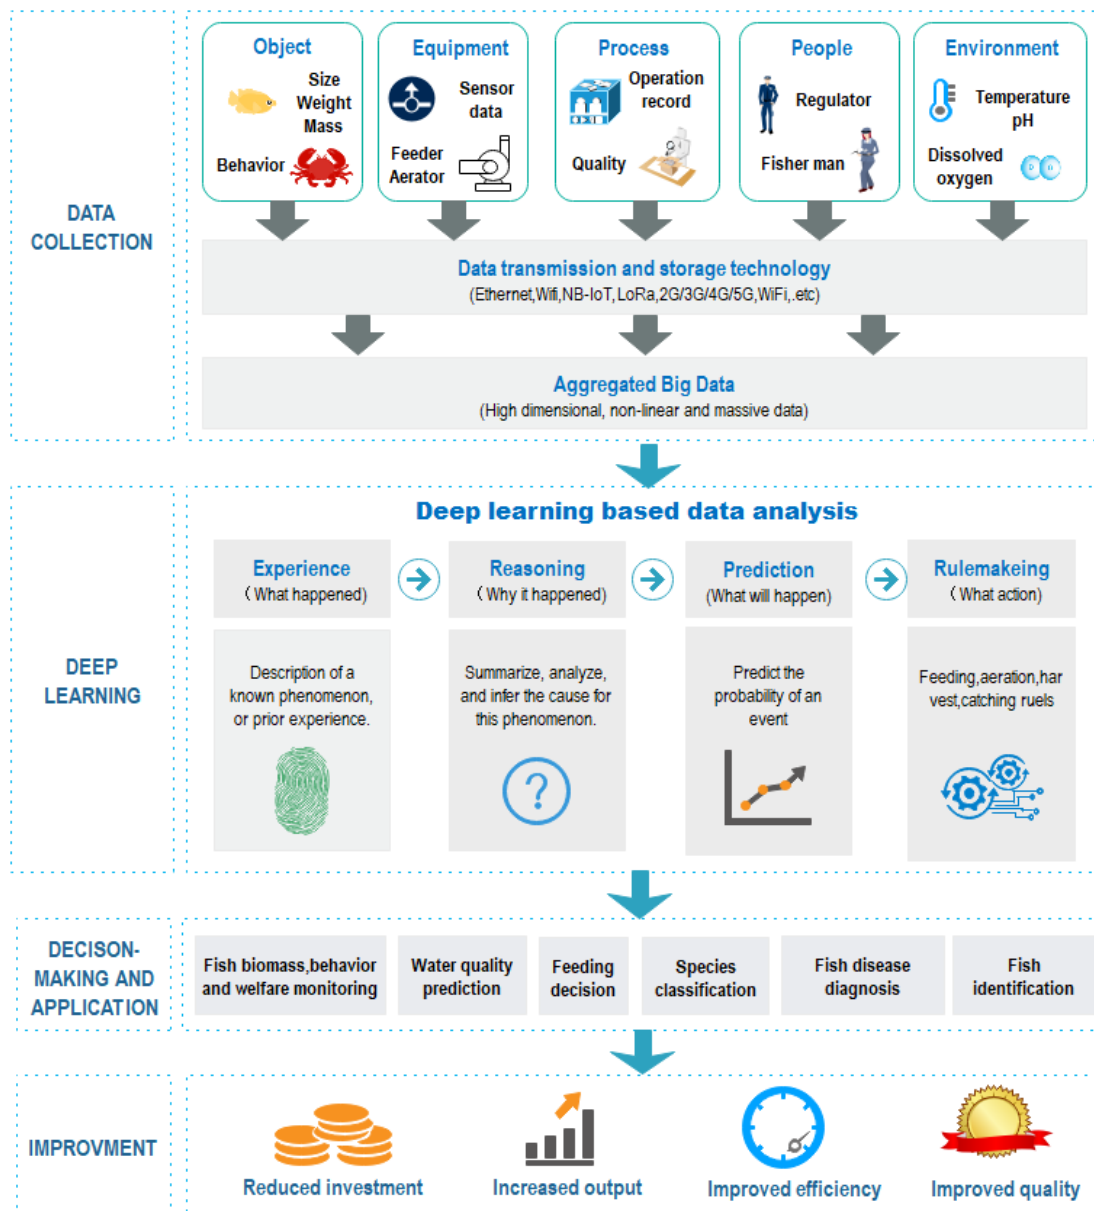 Object
Size
Weight
Mass
Behavior
Equipment
Sensor
data
Feeder
Aerator
Process
Operation
record
Quality
People
Regulator
Fisher man
Environment
Temperature
pH
Dissolved
oxygen
DATA
COLLECTION
Data transmission and storage technology
(Ethernet,Wifi,NB-IoT,LoRa,2G/3G/4G/5G,WiFi,.etc)
Aggregated Big Data
(High dimensional, non-linear and massive data)
DEEP
LEARNING
Deep learning based data analysis
Experience
( What happened)
Reasoning
( Why it happened)
Prediction
(What will happen)
Rulemakeing
( What action)
Description of a
known phenomenon,
or prior experience.
Summarize, analyze,
and infer the cause for
this phenomenon.
?
Predict the
probability of an
event
Feeding,aeration,har
vest,catching ruels
DECISON-
MAKING AND
APPLICATION
Fish biomass,behavior
and welfare monitoring
Water quality
prediction
Feeding
decision
Species
classification
Fish disease
diagnosis
Fish
identification
IMPROVMENT
Reduced investment
Increased output
Improved efficiency
Improved quality